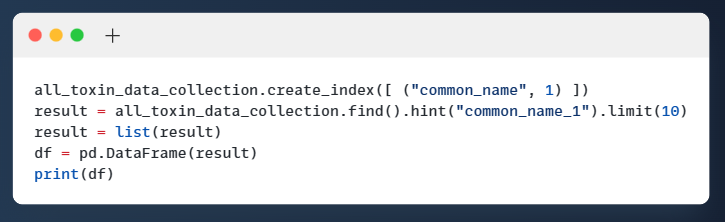 all_toxin_data_collection.create_index([ ("common_name", 1) ])
result = all_toxin_data_collection.find().hint("common_name_1").limit(10)
result = list(result)
df = pd.DataFrame(result)
print(df)